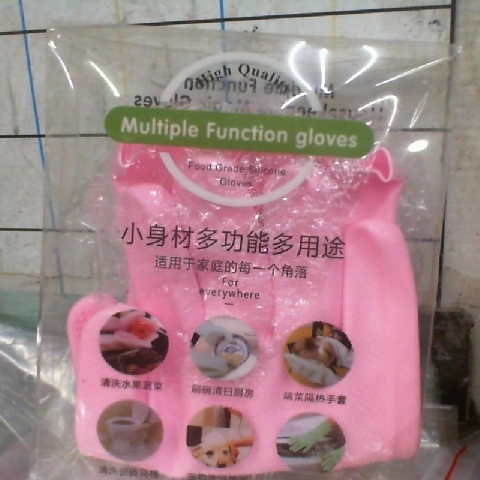 High Quality
Multiple Function gloves
Food Grade Silicone
Gloves
小身材多功能多用途
适用于家庭的每一个角落
For
everywhere
清洗水果蔬菜
刷碗清扫厨房
端菜隔热手套